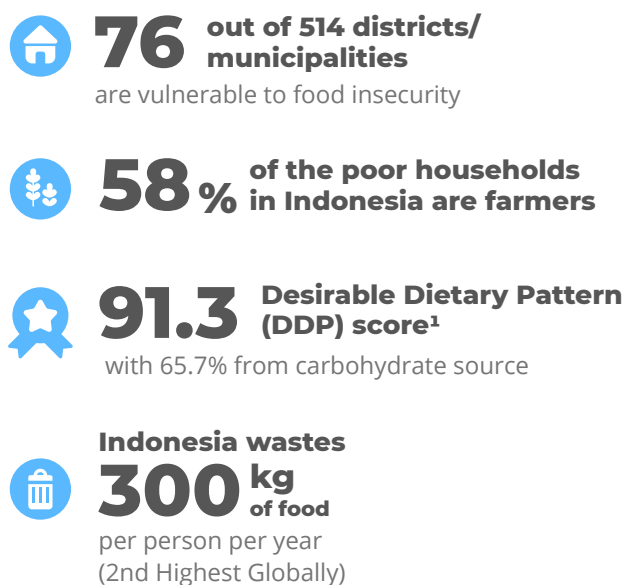 76 out of 514 districts/
municipalities
are vulnerable to food insecurity
58 % of the poor households
in Indonesia are farmers
91.3 Desirable Dietary Pattern
(DDP) score¹
with 65.7% from carbohydrate source
Indonesia wastes
300 kg
of food
per person per year
(2nd Highest Globally)